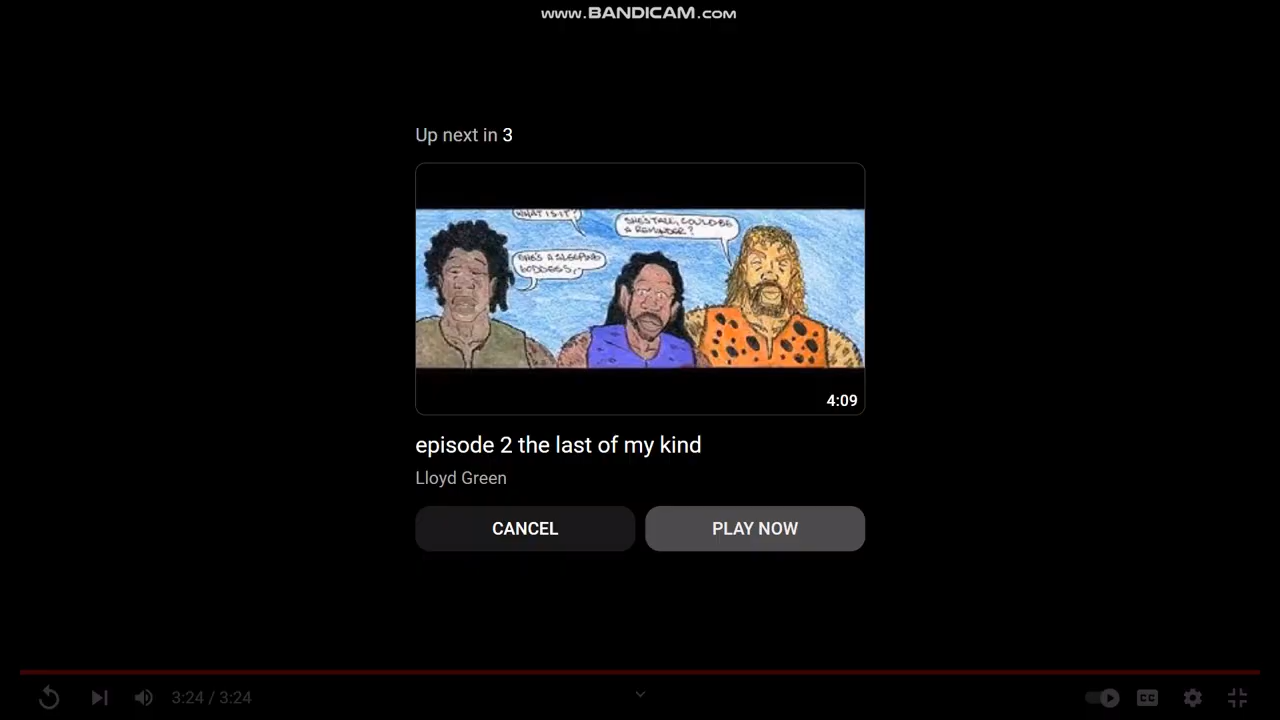 www.BANDICAM.com
Up next in 3
WHAT IS IT?
SHE'S TALL, COULD BE
A REMINDER?
SHE'S A SLEEPING
GODDESS,
4:09
episode 2 the last of my kind
Lloyd Green
CANCEL
PLAY NOW
3:24 / 3:24
CC